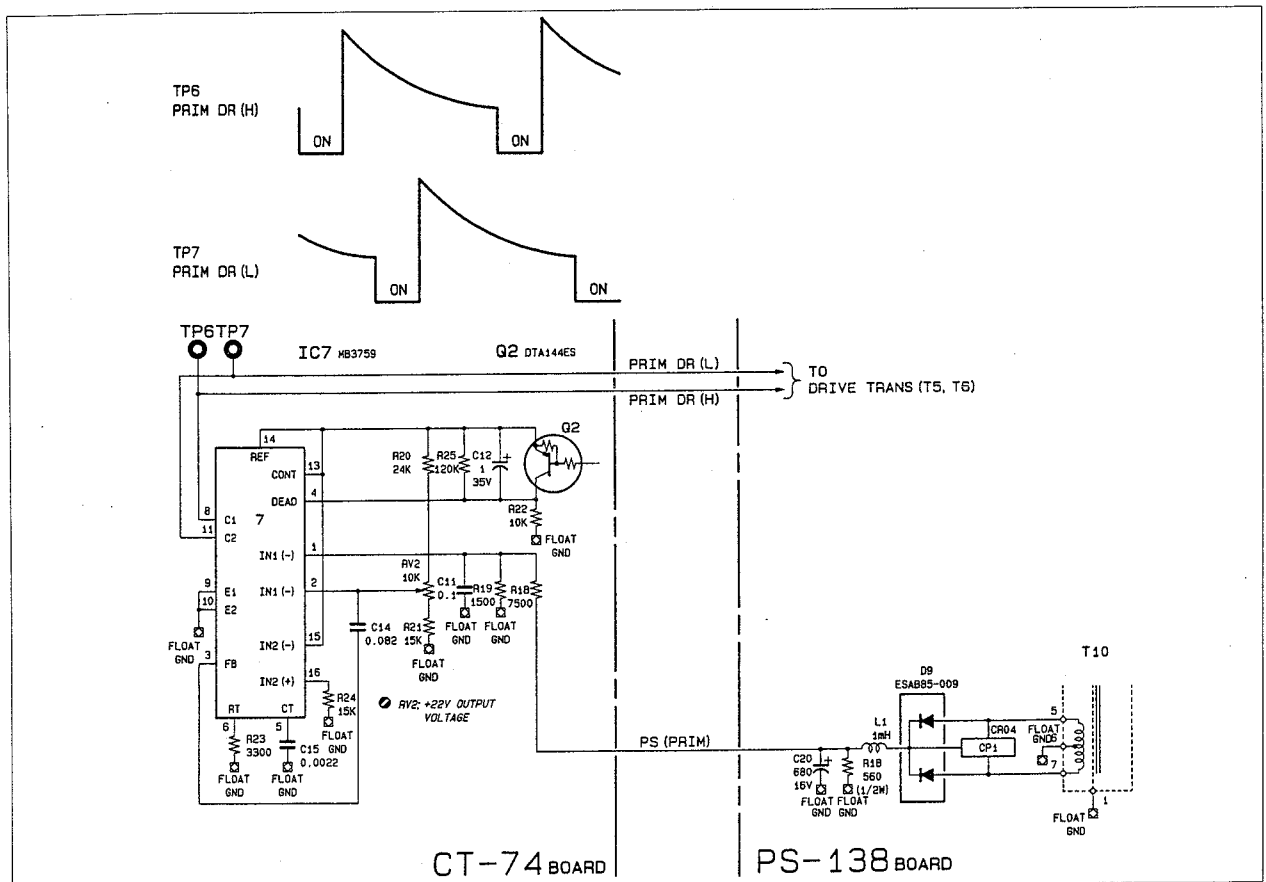 TP6
PRIM DR (H)
ON
ON
TP7
PRIM DR (L)
ON
ON
TP6 TP7
IC7 MB3759
Q2 DTA144ES
PRIM DR (L)
PRIM DR (H)
TO
DRIVE TRANS (T5, T6)
14
REF
13
CONT
4
DEAD
8
C1
7
11
C2
1
IN1 (-)
2
IN1 (-)
9
E1
10
E2
FLOAT
GND
15
IN2 (-)
3
FB
16
IN2 (+)
RT
CT
6
5
R23
3300
FLOAT
GND
C15
0.0022
FLOAT
GND
R24
15K
FLOAT
GND
C14
0.082
R20
24K
R25
120K
C12
1
35V
+
Q2
R22
10K
FLOAT
GND
RV2
10K
C11
0.1
R19
1500
R18
7500
R21
15K
FLOAT
GND
FLOAT
GND
FLOAT
GND
RV2; +22V OUTPUT
VOLTAGE
PS (PRIM)
C20
680
16V
+
FLOAT
GND
R18
560
(1/2W)
FLOAT
GND
L1
1mH
D9
ESAB85-009
CR04
CP1
T10
5
FLOAT
GND
6
7
1
FLOAT
GND
CT-74 BOARD
PS-138 BOARD